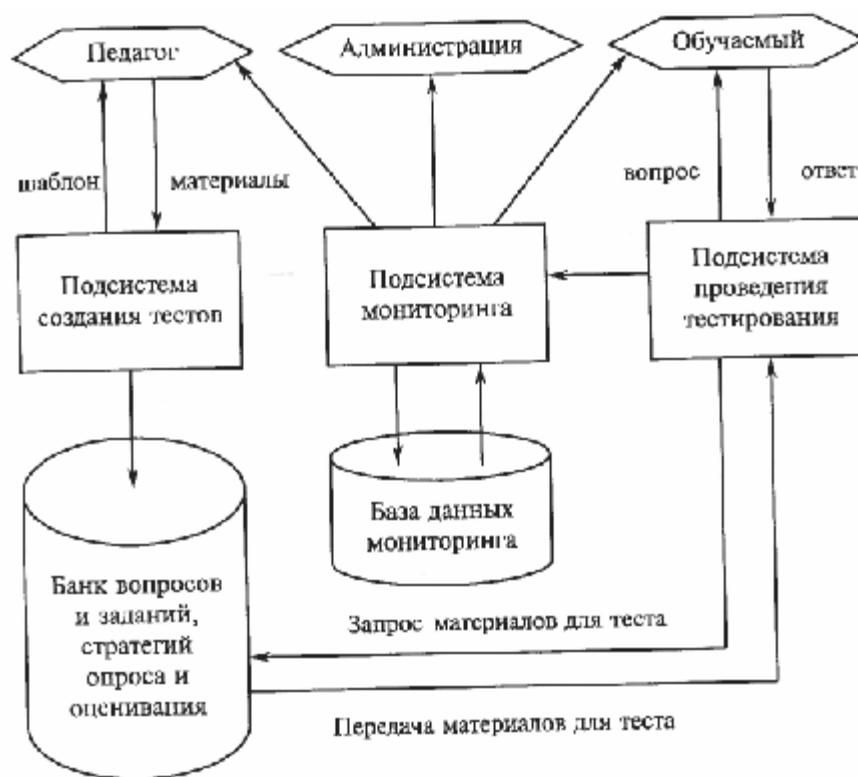 Педагог
Администрация
Обучаемый
шаблон
материалы
вопрос
ответ
Подсистема
создания тестов
Подсистема
мониторинга
Подсистема
проведения
тестирования
База данных
мониторинга
Банк вопросов
и заданий,
стратегий
опроса и
оценивания
Запрос материалов для теста
Передача материалов для теста